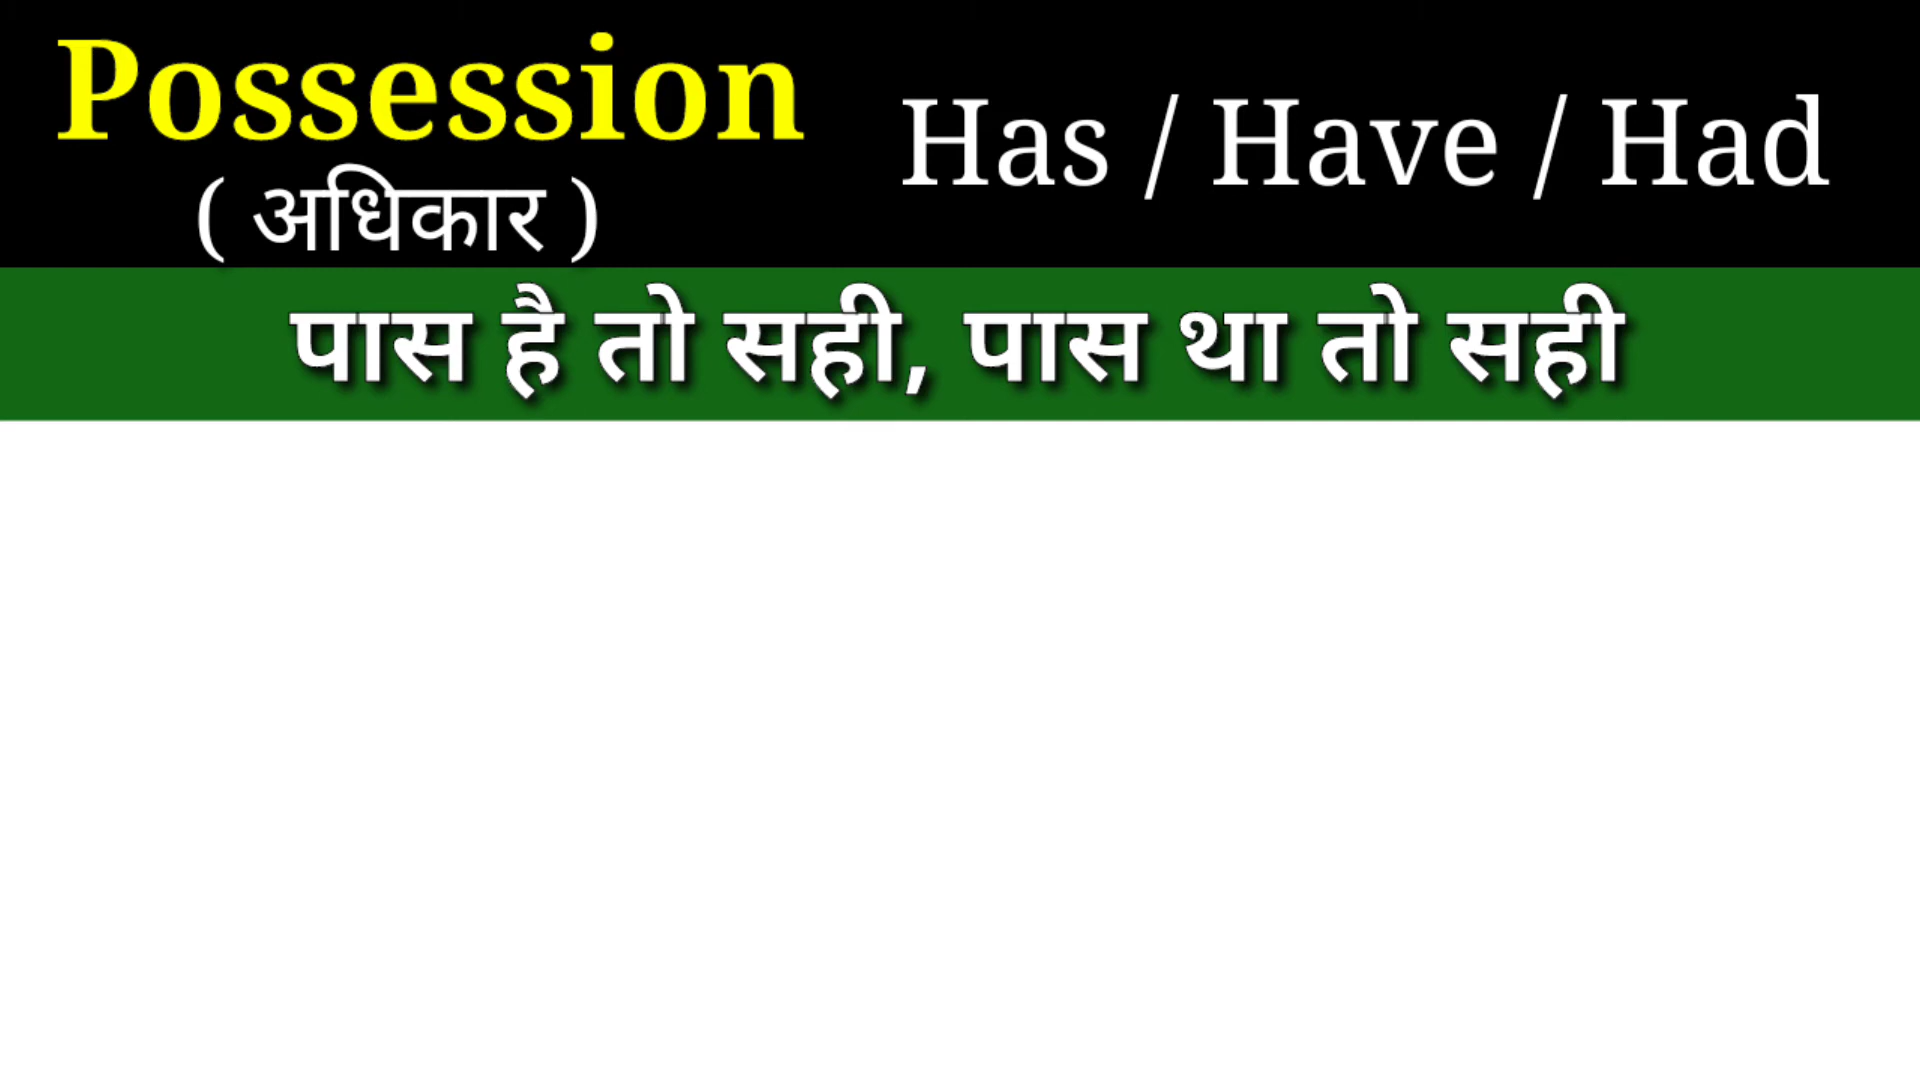 Possession
( अधिकार )
Has / Have / Had
पास है तो सही, पास था तो सही